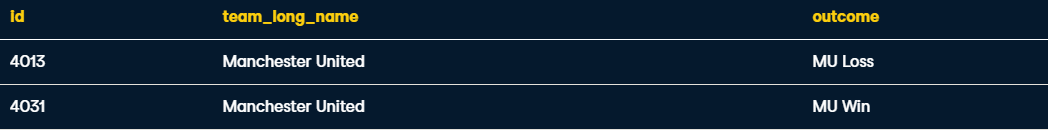 id team_long_name outcome
4013 Manchester United MU Loss
4031 Manchester United MU Win